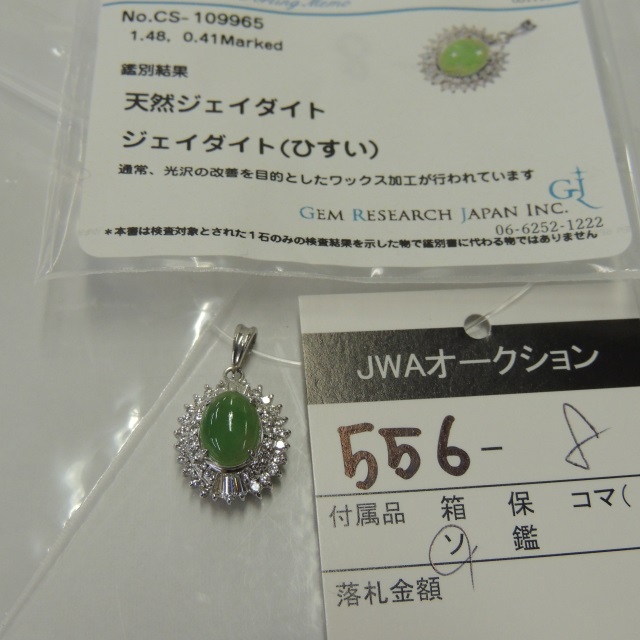 No.CS-109965
1.48, 0.41Marked
鑑別結果
天然ジェイダイト
ジェイダイト(ひすい)
通常、光沢の改善を目的としたワックス加工が行われています
GEM RESEARCH JAPAN INC.
06-6252-1222
*本書は検査対象とされた1石のみの検査結果を示した物で鑑別書に代わる物ではありません
JWAオークション
556-8
付属品 箱 保 コマ(
ソ 鑑
落札金額